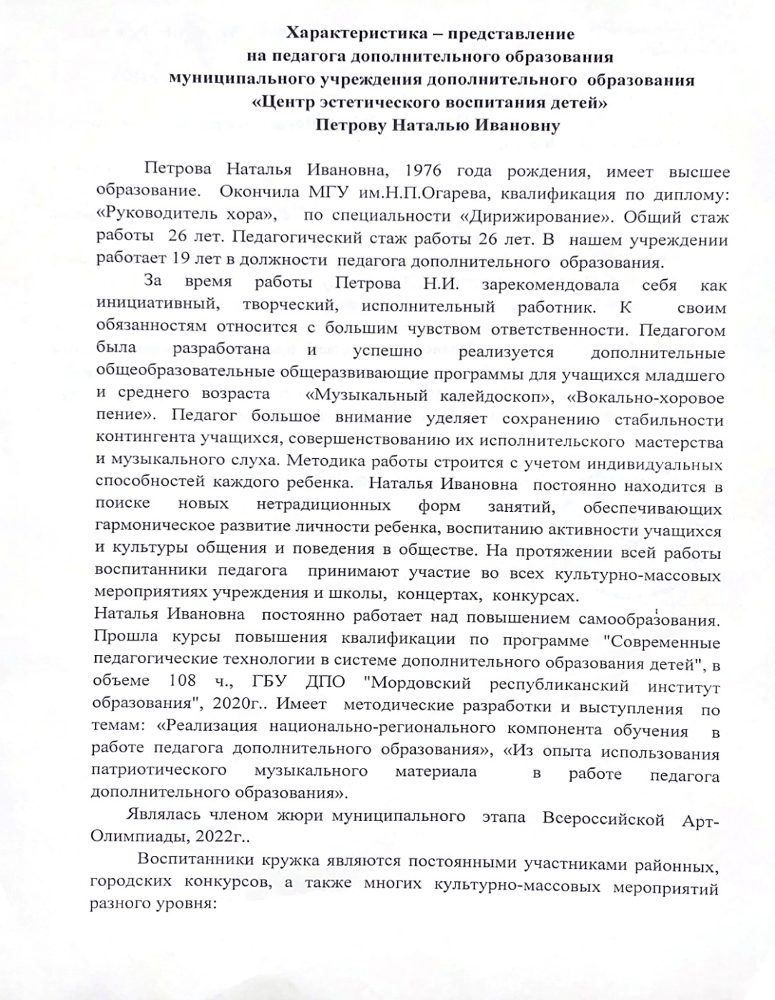 Характеристика – представление
на педагога дополнительного образования
муниципального учреждения дополнительного образования
«Центр эстетического воспитания детей»
Петрову Наталью Ивановну
Петрова Наталья Ивановна, 1976 года рождения, имеет высшее
образование. Окончила МГУ им.Н.П.Огарева, квалификация по диплому:
«Руководитель хора», по специальности «Дирижирование». Общий стаж
работы 26 лет. Педагогический стаж работы 26 лет. В нашем учреждении
работает 19 лет в должности педагога дополнительного образования.
За время работы Петрова Н.И. зарекомендовала себя как
инициативный, творческий, исполнительный работник. К своим
обязанностям относится с большим чувством ответственности. Педагогом
была разработана и успешно реализуется дополнительные
общеобразовательные общеразвивающие программы для учащихся младшего
и среднего возраста «Музыкальный калейдоскоп», «Вокально-хоровое
пение». Педагог большое внимание уделяет сохранению стабильности
контингента учащихся, совершенствованию их исполнительского мастерства
и музыкального слуха. Методика работы строится с учетом индивидуальных
способностей каждого ребенка. Наталья Ивановна постоянно находится в
поиске новых нетрадиционных форм занятий, обеспечивающих
гармоническое развитие личности ребенка, воспитанию активности учащихся
и культуры общения и поведения в обществе. На протяжении всей работы
воспитанники педагога принимают участие во всех культурно-массовых
мероприятиях учреждения и школы, концертах, конкурсах.
Наталья Ивановна постоянно работает над повышением самообразования.
Прошла курсы повышения квалификации по программе "Современные
педагогические технологии в системе дополнительного образования детей", в
объеме 108 ч., ГБУ ДПО "Мордовский республиканский институт
образования", 2020г.. Имеет методические разработки и выступления по
темам: «Реализация национально-регионального компонента обучения в
работе педагога дополнительного образования», «Из опыта использования
патриотического музыкального материала в работе педагога
дополнительного образования».
Являлась членом жюри муниципального этапа Всероссийской Арт-
Олимпиады, 2022г..
Воспитанники кружка являются постоянными участниками районных,
городских конкурсов, а также многих культурно-массовых мероприятий
разного уровня: